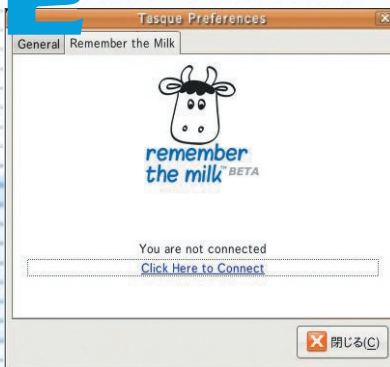 Tasque Preferences
General Remember the Milk
remember
the milk™ BETA
You are not connected
Click Here to Connect
閉じる(C)